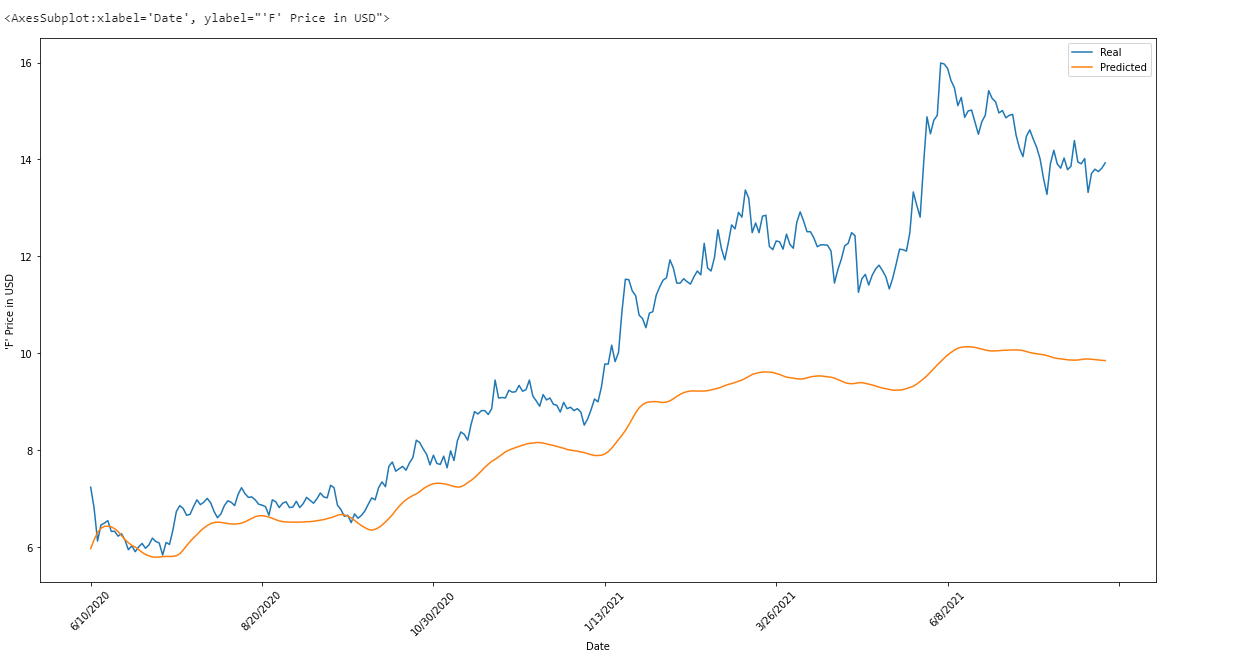 <AxesSubplot:xlabel='Date', ylabel="'F' Price in USD">
Real
Predicted
16
14
12
10
8
6
'F' Price in USD
6/10/2020
8/20/2020
10/30/2020
1/13/2021
3/26/2021
6/8/2021
Date